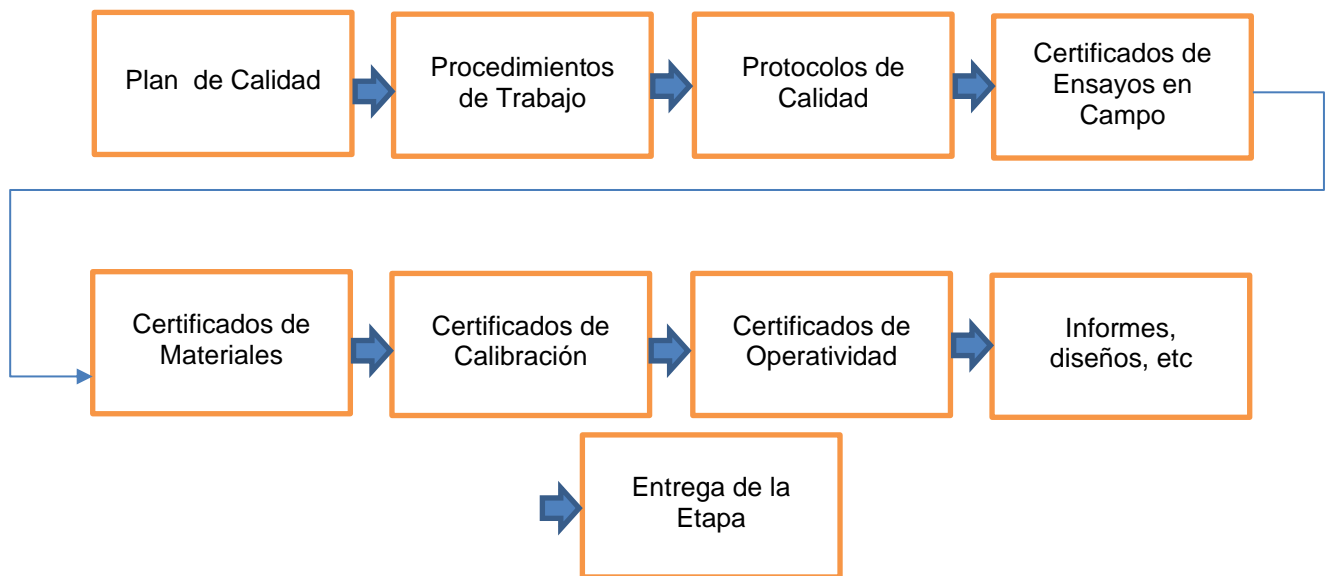 Plan de Calidad
Procedimientos
de Trabajo
Protocolos de
Calidad
Certificados de
Ensayos en
Campo
Certificados de
Materiales
Certificados de
Calibración
Certificados de
Operatividad
Informes,
diseños, etc
Entrega de la
Etapa